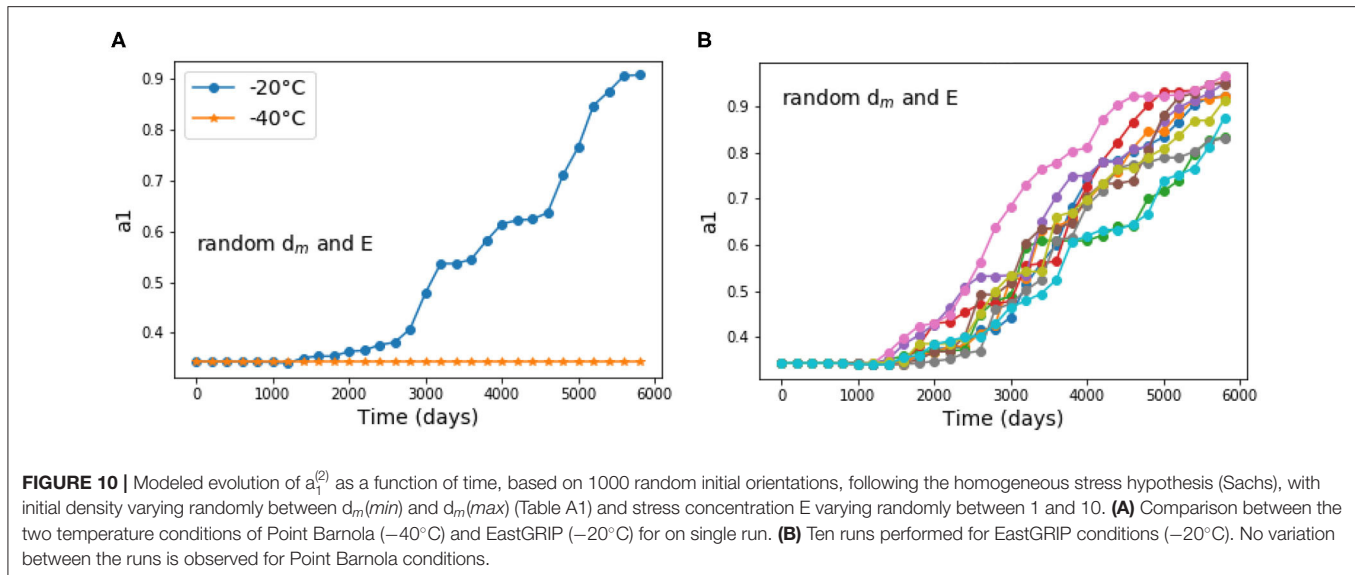 A
0.9
0.8
0.7
0.6
0.5
0.4
a1
-20°C
-40°C
random dm and E
0
1000
2000
3000
4000
5000
6000
Time (days)
B
0.9
0.8
0.7
0.6
0.5
0.4
a1
random dm and E
0
1000
2000
3000
4000
5000
6000
Time (days)
FIGURE 10 | Modeled evolution of a₁⁽²⁾ as a function of time, based on 1000 random initial orientations, following the homogeneous stress hypothesis (Sachs), with
initial density varying randomly between dm(min) and dm(max) (Table A1) and stress concentration E varying randomly between 1 and 10. (A) Comparison between the
two temperature conditions of Point Barnola (−40°C) and EastGRIP (−20°C) for on single run. (B) Ten runs performed for EastGRIP conditions (−20°C). No variation
between the runs is observed for Point Barnola conditions.